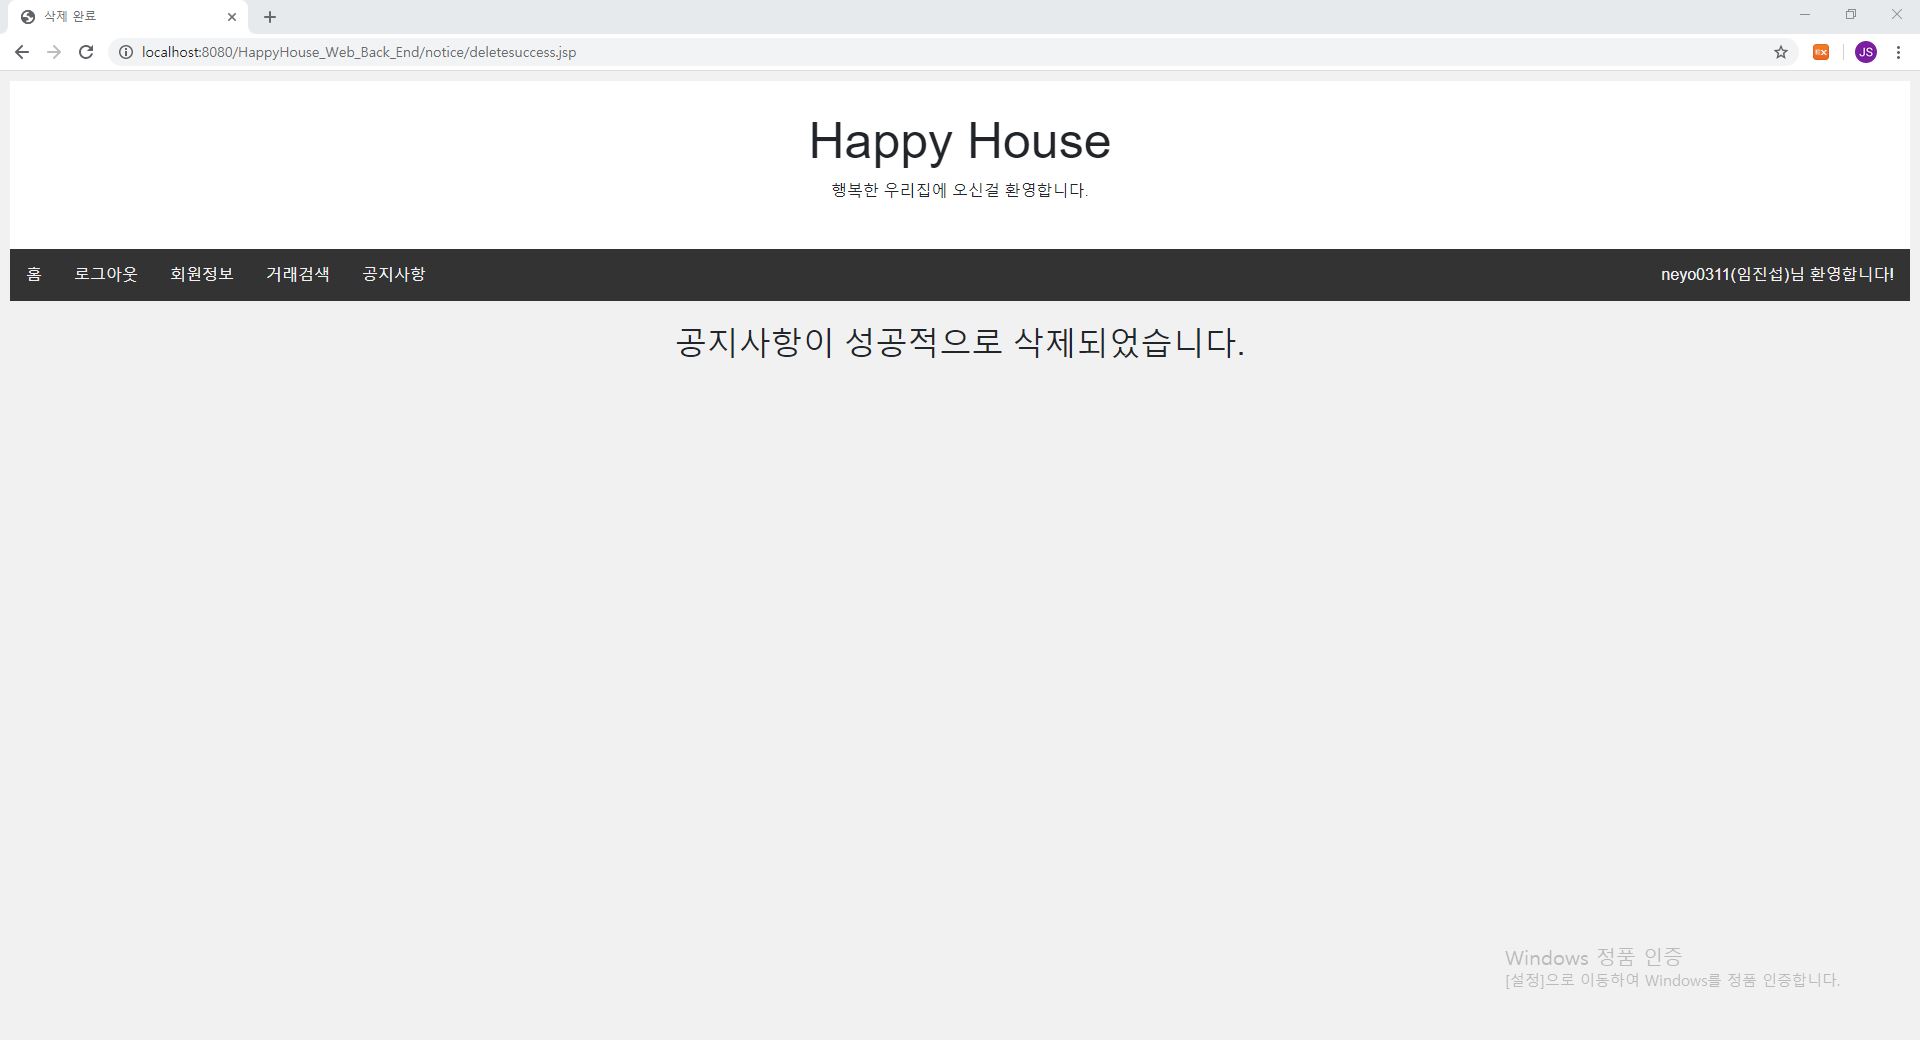 삭제 완료
localhost:8080/HappyHouse_Web_Back_End/notice/deletesuccess.jsp
JS
Happy House
행복한 우리집에 오신걸 환영합니다.
홈 로그아웃 회원정보 거래검색 공지사항 neyo0311(임진섭)님 환영합니다!
공지사항이 성공적으로 삭제되었습니다.
Windows 정품 인증
[설정]으로 이동하여 Windows를 정품 인증합니다.